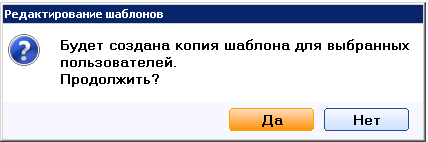 Редактирование шаблонов
Будет создана копия шаблона для выбранных
пользователей.
Продолжить?
Да
Нет